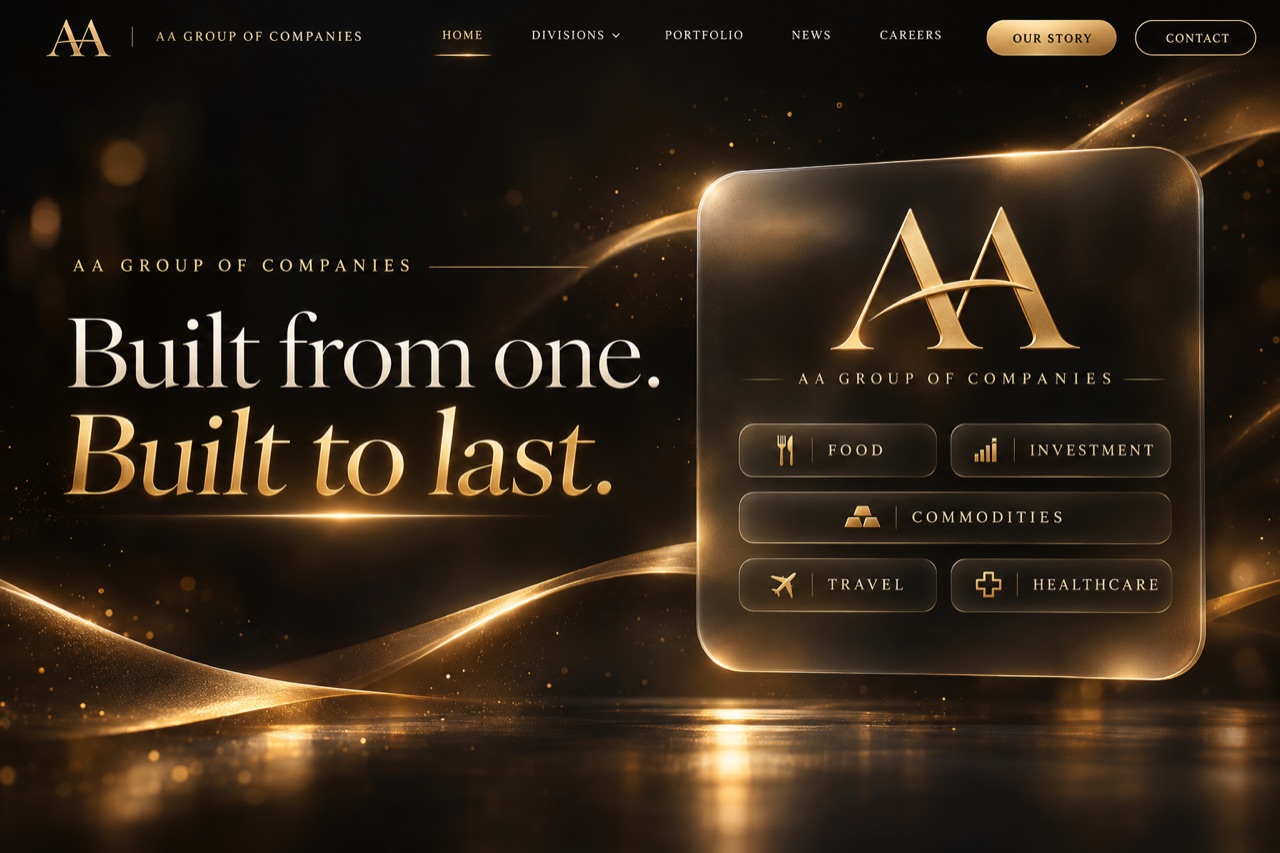 AA
AA GROUP OF COMPANIES
HOME
DIVISIONS
PORTFOLIO
NEWS
CAREERS
OUR STORY
CONTACT
AA GROUP OF COMPANIES
Built from one.
Built to last.
AA
AA GROUP OF COMPANIES
FOOD
INVESTMENT
COMMODITIES
TRAVEL
HEALTHCARE